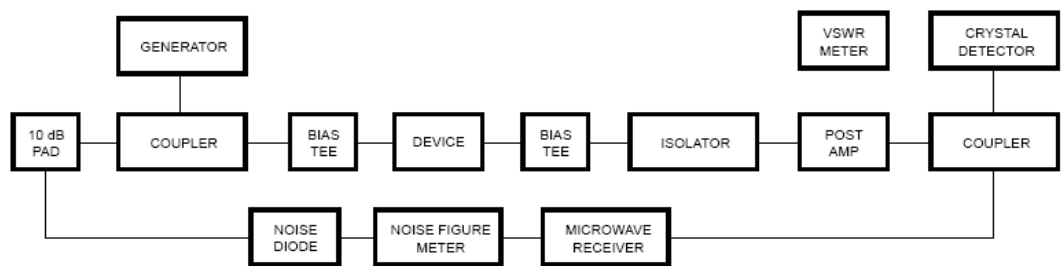 GENERATOR
VSWR
METER
CRYSTAL
DETECTOR
10 dB
PAD
COUPLER
BIAS
TEE
DEVICE
BIAS
TEE
ISOLATOR
POST
AMP
COUPLER
NOISE
DIODE
NOISE FIGURE
METER
MICROWAVE
RECEIVER